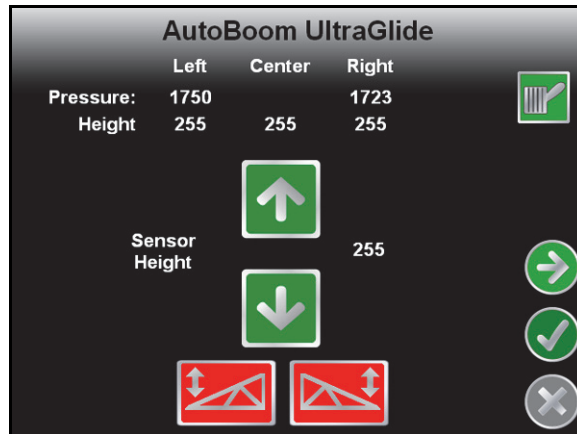 AutoBoom UltraGlide
Left Center Right
Pressure: 1750 1723
Height 255 255 255
Sensor
Height
255